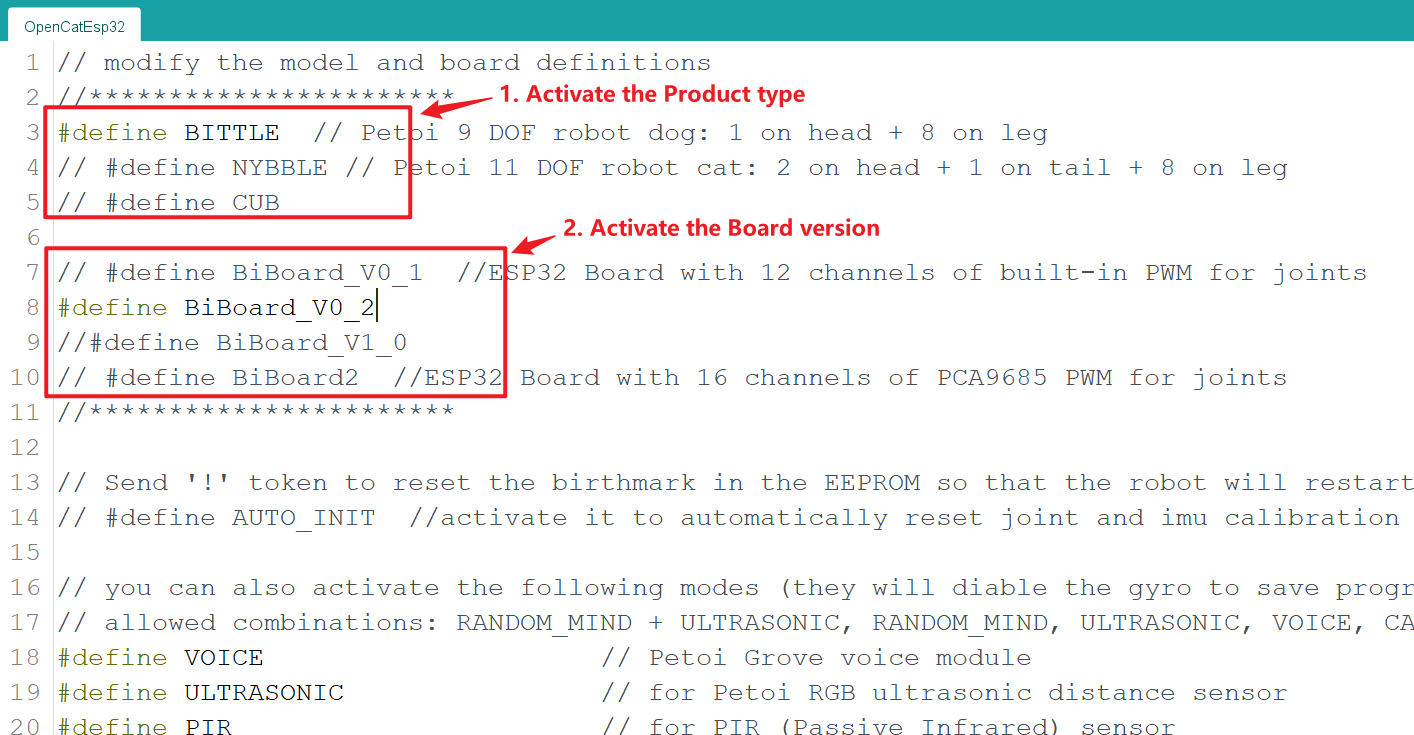 OpenCatEsp32
1 // modify the model and board definitions
2 //***********************
1. Activate the Product type
3 #define BITTLE // Petoi 9 DOF robot dog: 1 on head + 8 on leg
4 // #define NYBBLE // Petoi 11 DOF robot cat: 2 on head + 1 on tail + 8 on leg
5 // #define CUB
2. Activate the Board version
6
7 // #define BiBoard_V0_1 //ESP32 Board with 12 channels of built-in PWM for joints
8 #define BiBoard_V0_2
9 //#define BiBoard_V1_0
10 // #define BiBoard2 //ESP32 Board with 16 channels of PCA9685 PWM for joints
11 //***********************
12
13 // Send '!' token to reset the birthmark in the EEPROM so that the robot will restart
14 // #define AUTO_INIT //activate it to automatically reset joint and imu calibration
15
16 // you can also activate the following modes (they will diable the gyro to save progr
17 // allowed combinations: RANDOM_MIND + ULTRASONIC, RANDOM_MIND, ULTRASONIC, VOICE, CA
18 #define VOICE // Petoi Grove voice module
19 #define ULTRASONIC // for Petoi RGB ultrasonic distance sensor
20 #define PIR // for PIR (Passive Infrared) sensor